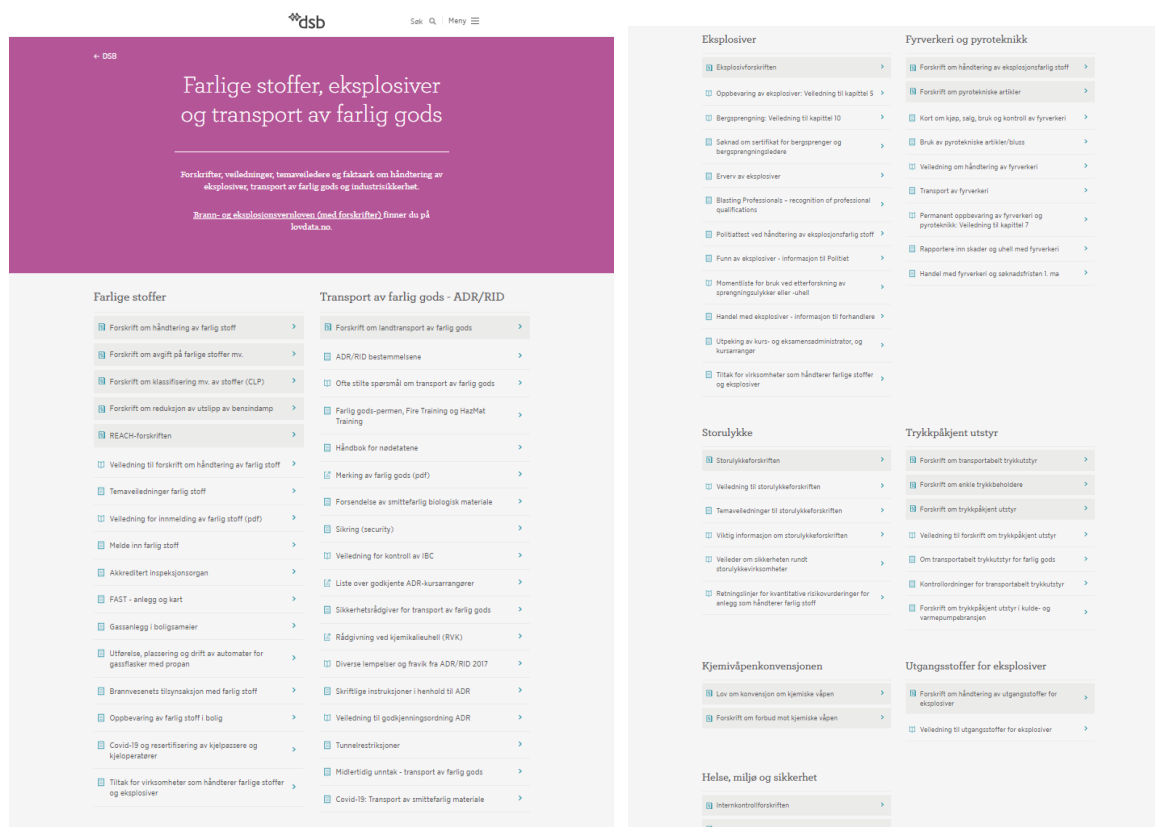 dsb
Søk
Meny
← DSB
Farlige stoffer, eksplosiver
og transport av farlig gods
Forskrifter, veiledninger, temaveiledere og faktaark om håndtering av
eksplosiver, transport av farlig gods og industrisikkerhet.
Brann- og eksplosjonsvernloven (med forskrifter) finner du på
lovdata.no.
Farlige stoffer
Forskrift om håndtering av farlig stoff
Forskrift om avgift på farlige stoffer mv.
Forskrift om klassifisering mv. av stoffer (CLP)
Forskrift om reduksjon av utslipp av bensindamp
REACH-forskriften
Veiledning til forskrift om håndtering av farlig stoff
Temaveiledninger farlig stoff
Veiledning for innmelding av farlig stoff (pdf)
Melde inn farlig stoff
Akkreditert inspeksjonsorgan
FAST - anlegg og kart
Gassanlegg i boligsameier
Utførelse, plassering og drift av automater for
gassflasker med propan
Brannvesenets tilsynsaksjon med farlig stoff
Oppbevaring av farlig stoff i bolig
Covid-19 og resertifisering av kjelpassere og
kjeloperatører
Tiltak for virksomheter som håndterer farlige stoffer
og eksplosiver
Transport av farlig gods - ADR/RID
Forskrift om landtransport av farlig gods
ADR/RID bestemmelsene
Ofte stilte spørsmål om transport av farlig gods
Farlig gods-permen, Fire Training og HazMat
Training
Håndbok for nødetatene
Merking av farlig gods (pdf)
Forsendelse av smittefarlig biologisk materiale
Sikring (security)
Veiledning for kontroll av IBC
Liste over godkjente ADR-kursarrangører
Sikkerhetsrådgiver for transport av farlig gods
Rådgivning ved kjemikalieuhell (RVK)
Diverse lempelser og fravik fra ADR/RID 2017
Skriftlige instruksjoner i henhold til ADR
Veiledning til godkjenningsordning ADR
Tunnelrestriksjoner
Midlertidig unntak - transport av farlig gods
Covid-19: Transport av smittefarlig materiale
Eksplosiver
Eksplosivforskriften
Oppbevaring av eksplosiver: Veiledning til kapittel 5
Bergsprengning: Veiledning til kapittel 10
Søknad om sertifikat for bergsprenger og
bergsprengningsledere
Erverv av eksplosiver
Blasting Professionals – recognition of professional
qualifications
Politiattest ved håndtering av eksplosjonsfarlig stoff
Funn av eksplosiver - informasjon til Politiet
Momentliste for bruk ved etterforskning av
sprengningsulykker eller -uhell
Handel med eksplosiver - informasjon til forhandlere
Utpeking av kurs- og eksamensadministrator, og
kursarrangør
Tiltak for virksomheter som håndterer farlige stoffer
og eksplosiver
Fyrverkeri og pyroteknikk
Forskrift om håndtering av eksplosjonsfarlig stoff
Forskrift om pyrotekniske artikler
Kort om kjøp, salg, bruk og kontroll av fyrverkeri
Bruk av pyrotekniske artikler/bluss
Veiledning om håndtering av fyrverkeri
Transport av fyrverkeri
Permanent oppbevaring av fyrverkeri og
pyroteknikk: Veiledning til kapittel 7
Rapportere inn skader og uhell med fyrverkeri
Handel med fyrverkeri og søknadsfristen 1. ma
Storulykke
Storulykkeforskriften
Veiledning til storulykkeforskriften
Temaveiledninger til storulykkeforskriften
Viktig informasjon om storulykkeforskriften
Veileder om sikkerheten rundt
storulykkevirksomheter
Retningslinjer for kvantitative risikovurderinger for
anlegg som håndterer farlig stoff
Trykkpåkjent utstyr
Forskrift om transportabelt trykkutstyr
Forskrift om enkle trykkbeholdere
Forskrift om trykkpåkjent utstyr
Veiledning til forskrift om trykkpåkjent utstyr
Om transportabelt trykkutstyr for farlig gods
Kontrollordninger for transportabelt trykkutstyr
Forskrift om trykkpåkjent utstyr i kulde- og
varmepumpebransjen
Kjemivåpenkonvensjonen
Lov om konvensjon om kjemiske våpen
Forskrift om forbud mot kjemiske våpen
Utgangsstoffer for eksplosiver
Forskrift om håndtering av utgangsstoffer for
eksplosiver
Veiledning til utgangsstoffer for eksplosiver
Helse, miljø og sikkerhet
Internkontrollforskriften